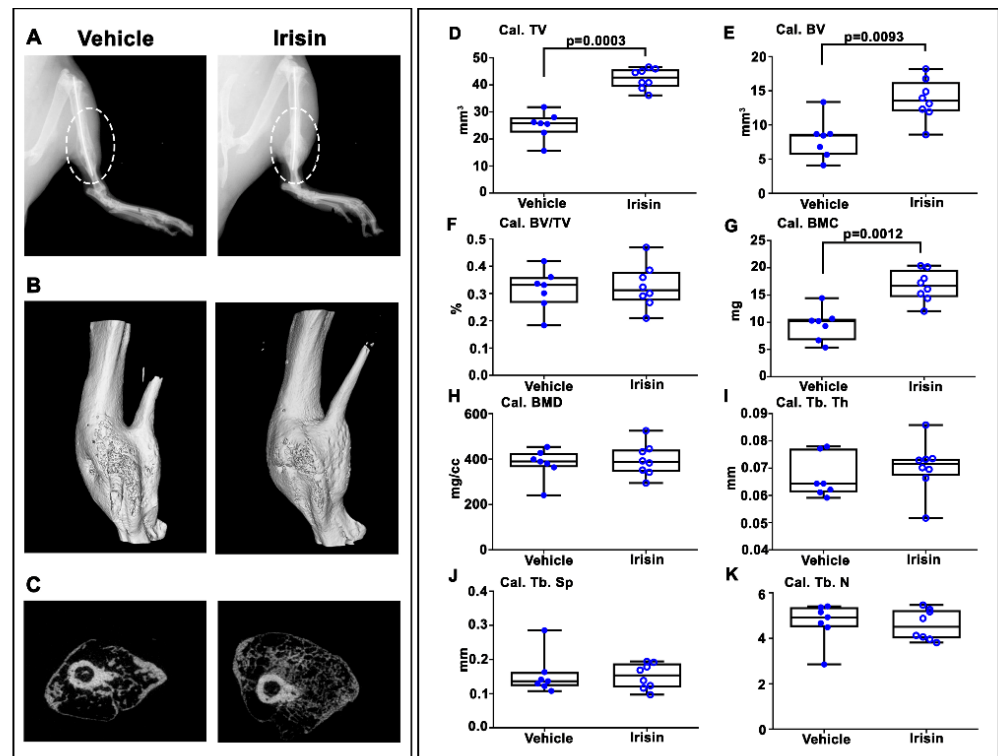 A
Vehicle
Irisin
B
C
D Cal. TV
p=0.0003
mm³
50
40
30
20
10
0
Vehicle
Irisin
E Cal. BV
p=0.0093
mm³
20
15
10
5
0
Vehicle
Irisin
F Cal. BV/TV
%
0.5
0.4
0.3
0.2
0.1
0.0
Vehicle
Irisin
G Cal. BMC
p=0.0012
mg
25
20
15
10
5
0
Vehicle
Irisin
H Cal. BMD
mg/cc
600
400
200
0
Vehicle
Irisin
I Cal. Tb. Th
mm
0.09
0.08
0.07
0.06
0.05
0.04
Vehicle
Irisin
J Cal. Tb. Sp
mm
0.4
0.3
0.2
0.1
0.0
Vehicle
Irisin
K Cal. Tb. N
6
4
2
0
Vehicle
Irisin